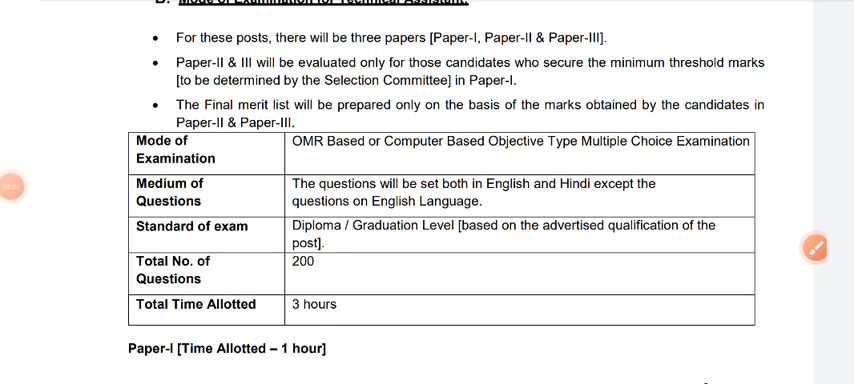 B. Mode of Examination for Technical Assistant:
• For these posts, there will be three papers [Paper-I, Paper-II & Paper-III].
• Paper-II & III will be evaluated only for those candidates who secure the minimum threshold marks
[to be determined by the Selection Committee] in Paper-I.
• The Final merit list will be prepared only on the basis of the marks obtained by the candidates in
Paper-II & Paper-III.
Mode of
Examination
OMR Based or Computer Based Objective Type Multiple Choice Examination
Medium of
Questions
The questions will be set both in English and Hindi except the
questions on English Language.
Standard of exam
Diploma / Graduation Level [based on the advertised qualification of the
post].
Total No. of
Questions
200
Total Time Allotted
3 hours
Paper-I [Time Allotted – 1 hour]